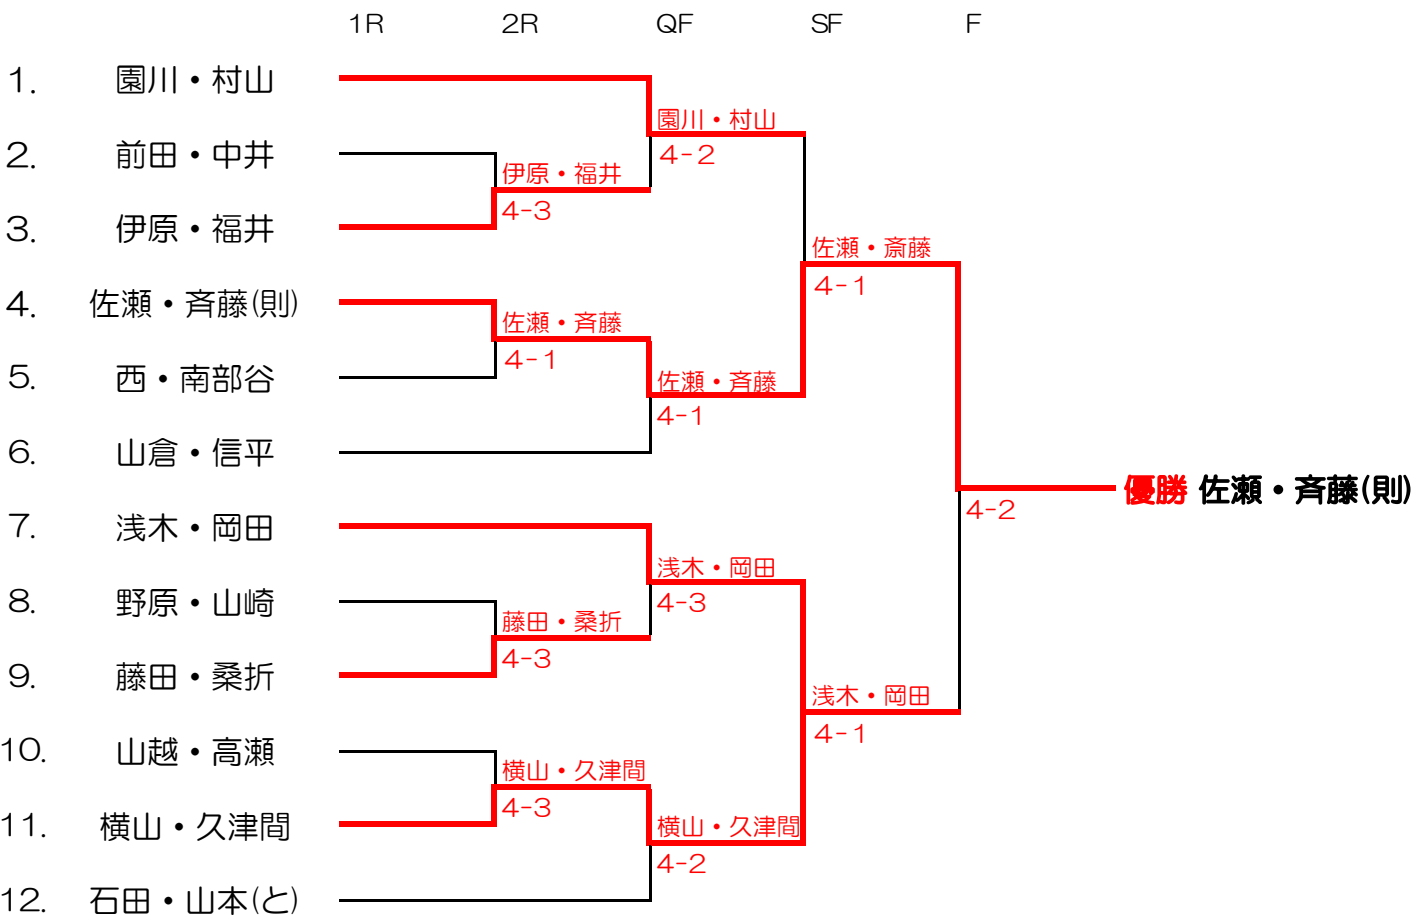 1R 2R QF SF F
1. 園川・村山
園川・村山
2. 前田・中井
4-2
伊原・福井
4-3
3. 伊原・福井
佐瀬・斎藤
4-1
4. 佐瀬・斉藤(則)
佐瀬・斉藤
4-1
5. 西・南部谷
佐瀬・斉藤
4-1
6. 山倉・信平
優勝 佐瀬・斉藤(則)
4-2
7. 浅木・岡田
浅木・岡田
4-3
8. 野原・山崎
藤田・桑折
4-3
9. 藤田・桑折
浅木・岡田
4-1
10. 山越・高瀬
横山・久津間
4-3
11. 横山・久津間
横山・久津間
4-2
12. 石田・山本(と)